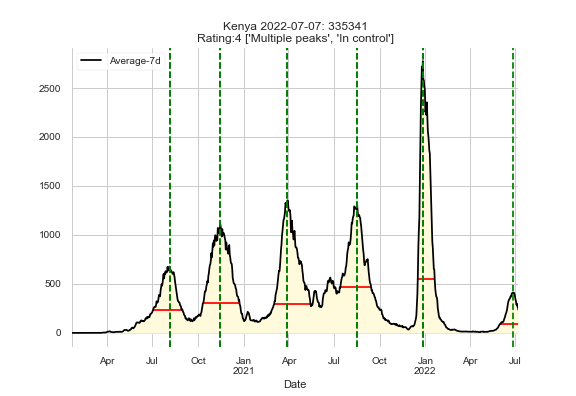 Kenya 2022-07-07: 335341
Rating:4 ['Multiple peaks', 'In control']
Average-7d
2500
2000
1500
1000
500
0
Apr Jul Oct Jan Apr Jul Oct Jan Apr Jul
2021 2022
Date